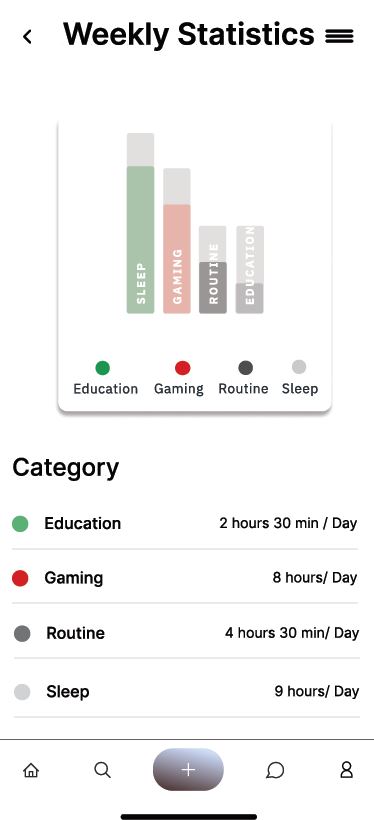 Weekly Statistics
SLEEP
GAMING
ROUTINE
EDUCATION
Education Gaming Routine Sleep
Category
Education 2 hours 30 min / Day
Gaming 8 hours/ Day
Routine 4 hours 30 min/ Day
Sleep 9 hours/ Day